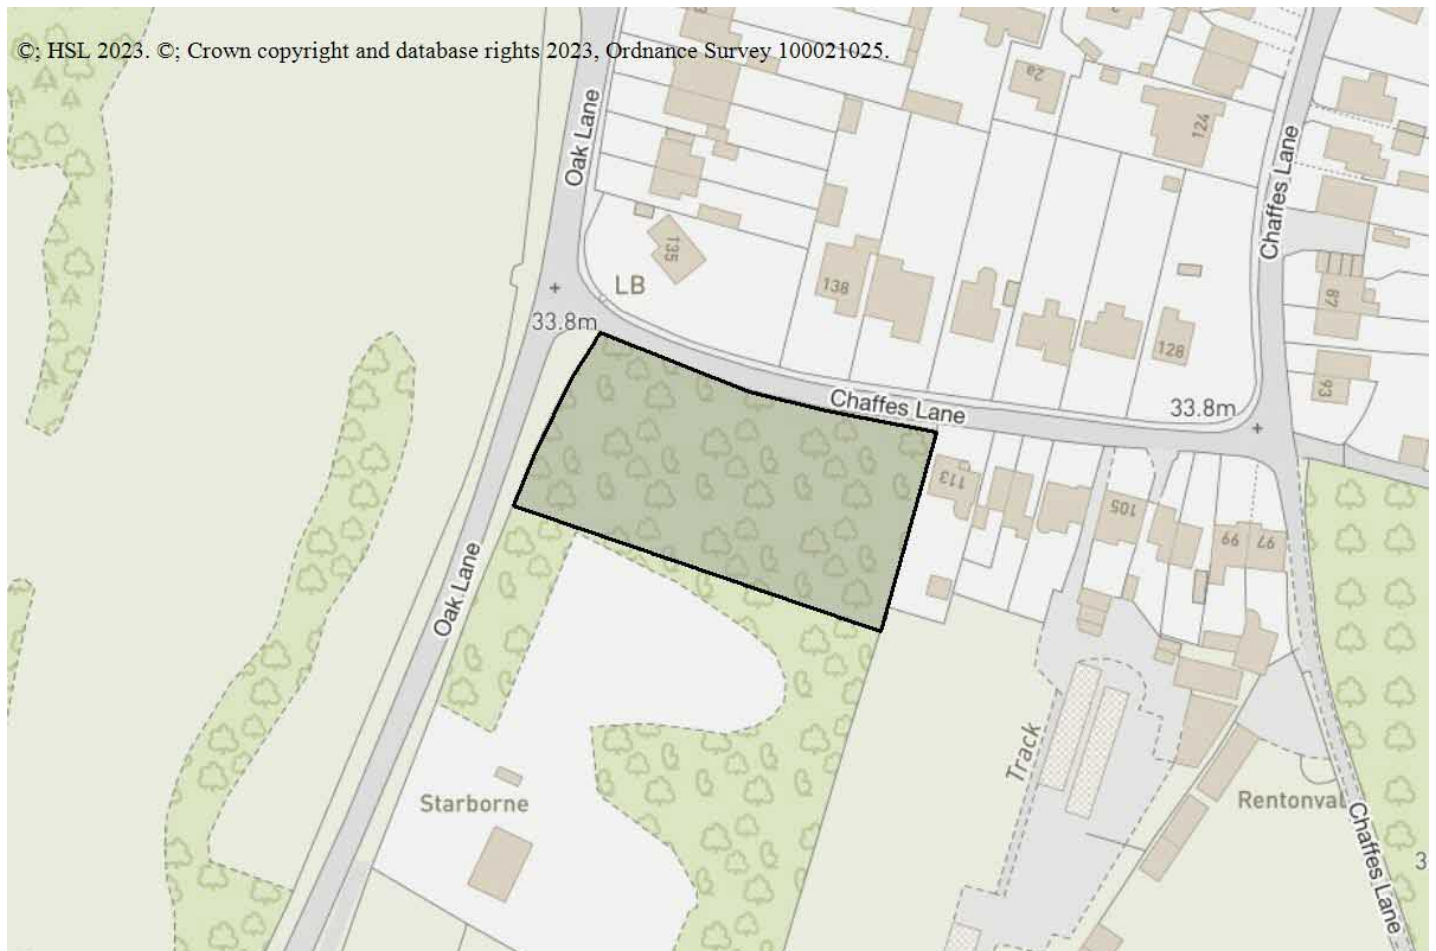 ©; HSL 2023. ©; Crown copyright and database rights 2023, Ordnance Survey 100021025.
2a
124
Oak Lane
Chaffes Lane
135
LB
138
87
33.8m
128
93
Chaffes Lane
33.8m
113
105
99
97
Oak Lane
Track
Starborne
Rentonval
Chaffes Lane
3